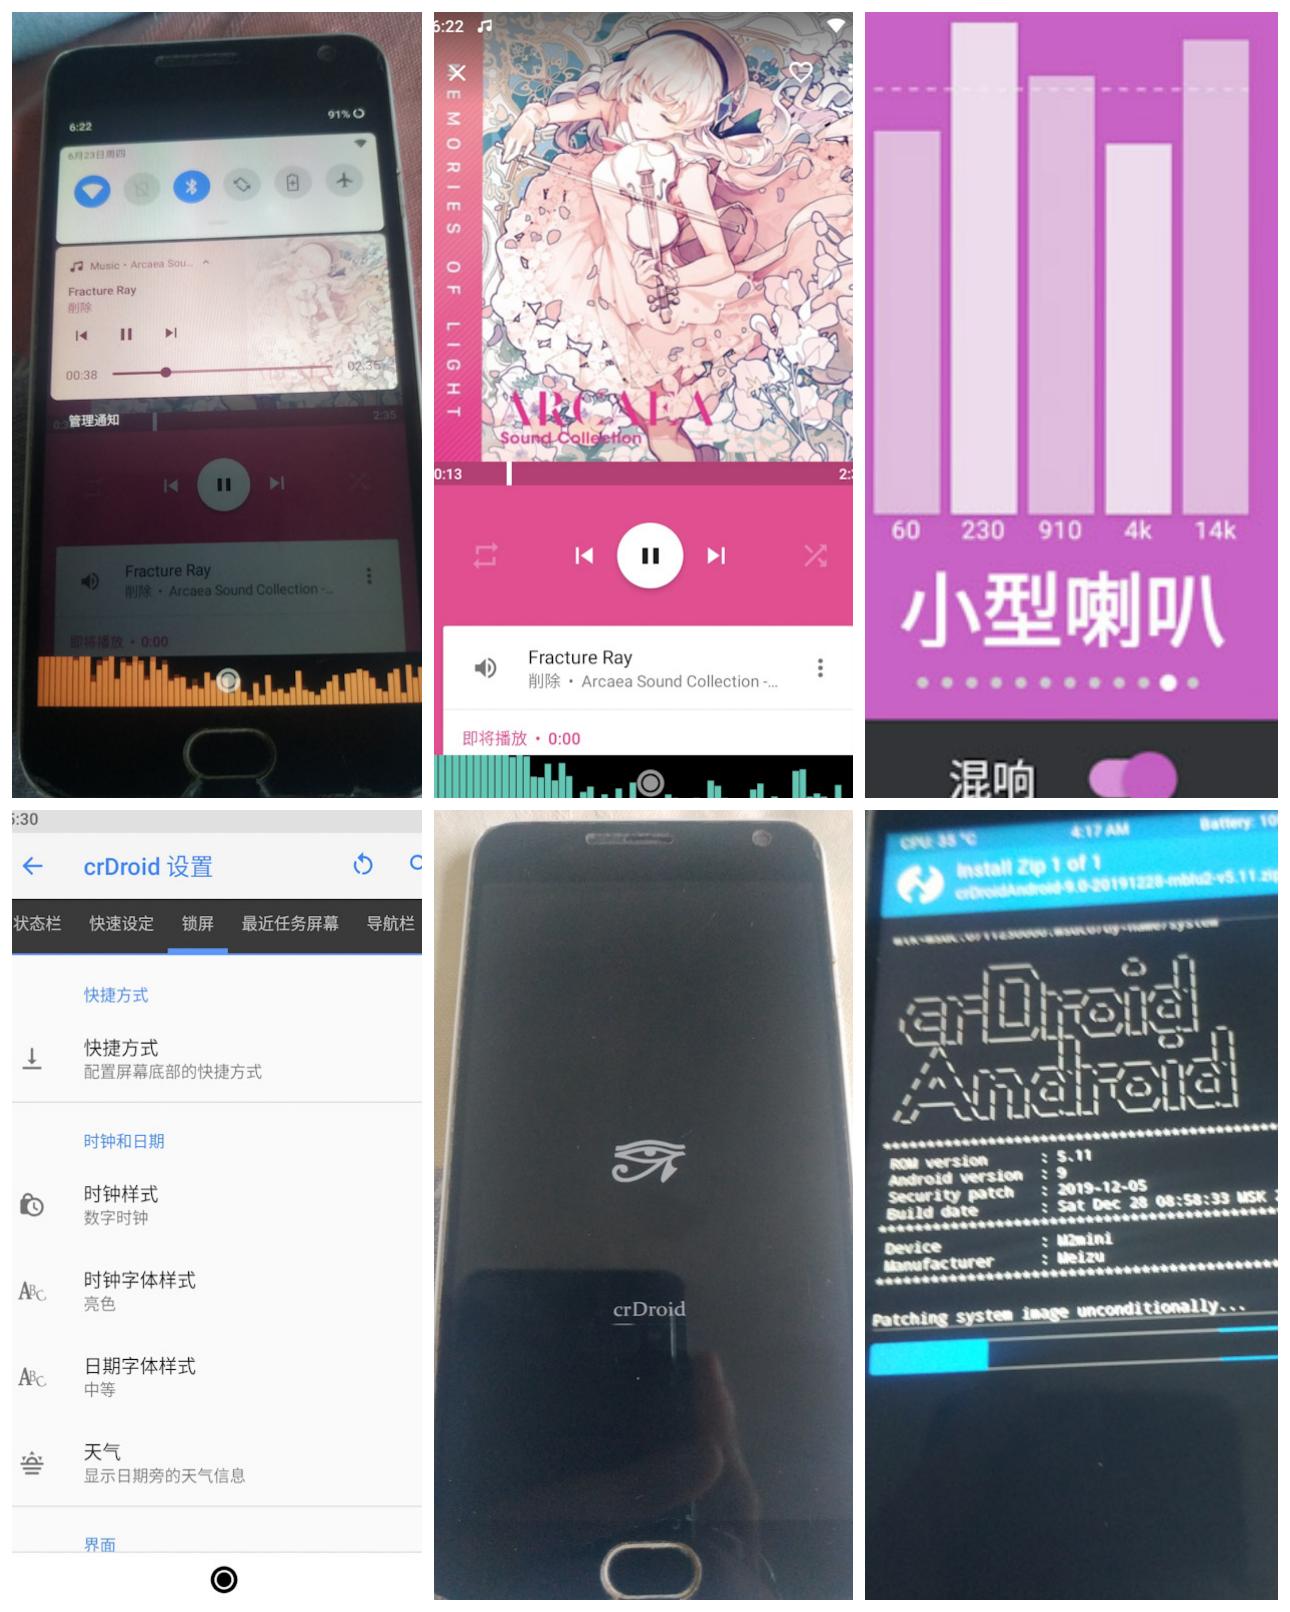 6:22
91%
6月23日周四
Music • Arcaea Sou...
Fracture Ray
削除
00:38
02:35
管理通知
2:35
Fracture Ray
削除 • Arcaea Sound Collection -...
即将播放 • 0:00
6:22
MEMORIES OF LIGHT
ARCAEA
Sound Collection
0:13
Fracture Ray
削除 • Arcaea Sound Collection -...
即将播放 • 0:00
60 230 910 4k 14k
小型喇叭
混响
5:30
crDroid 设置
状态栏 快速设定 锁屏 最近任务屏幕 导航栏
快捷方式
快捷方式
配置屏幕底部的快捷方式
时钟和日期
时钟样式
数字时钟
时钟字体样式
亮色
日期字体样式
中等
天气
显示日期旁的天气信息
界面
crDroid
CPU: 35 °C 4:17 AM Battery: 10
Install Zip 1 of 1
crDroidAndroid-9.0-20191228-mblu2-v5.11.zip
crDroid
Android
ROM version : 5.11
Android version : 9
Security patch : 2019-12-05
Build date : Sat Dec 28 08:58:33 MSK
Device : M2mini
Manufacturer : Meizu
Patching system image unconditionally...